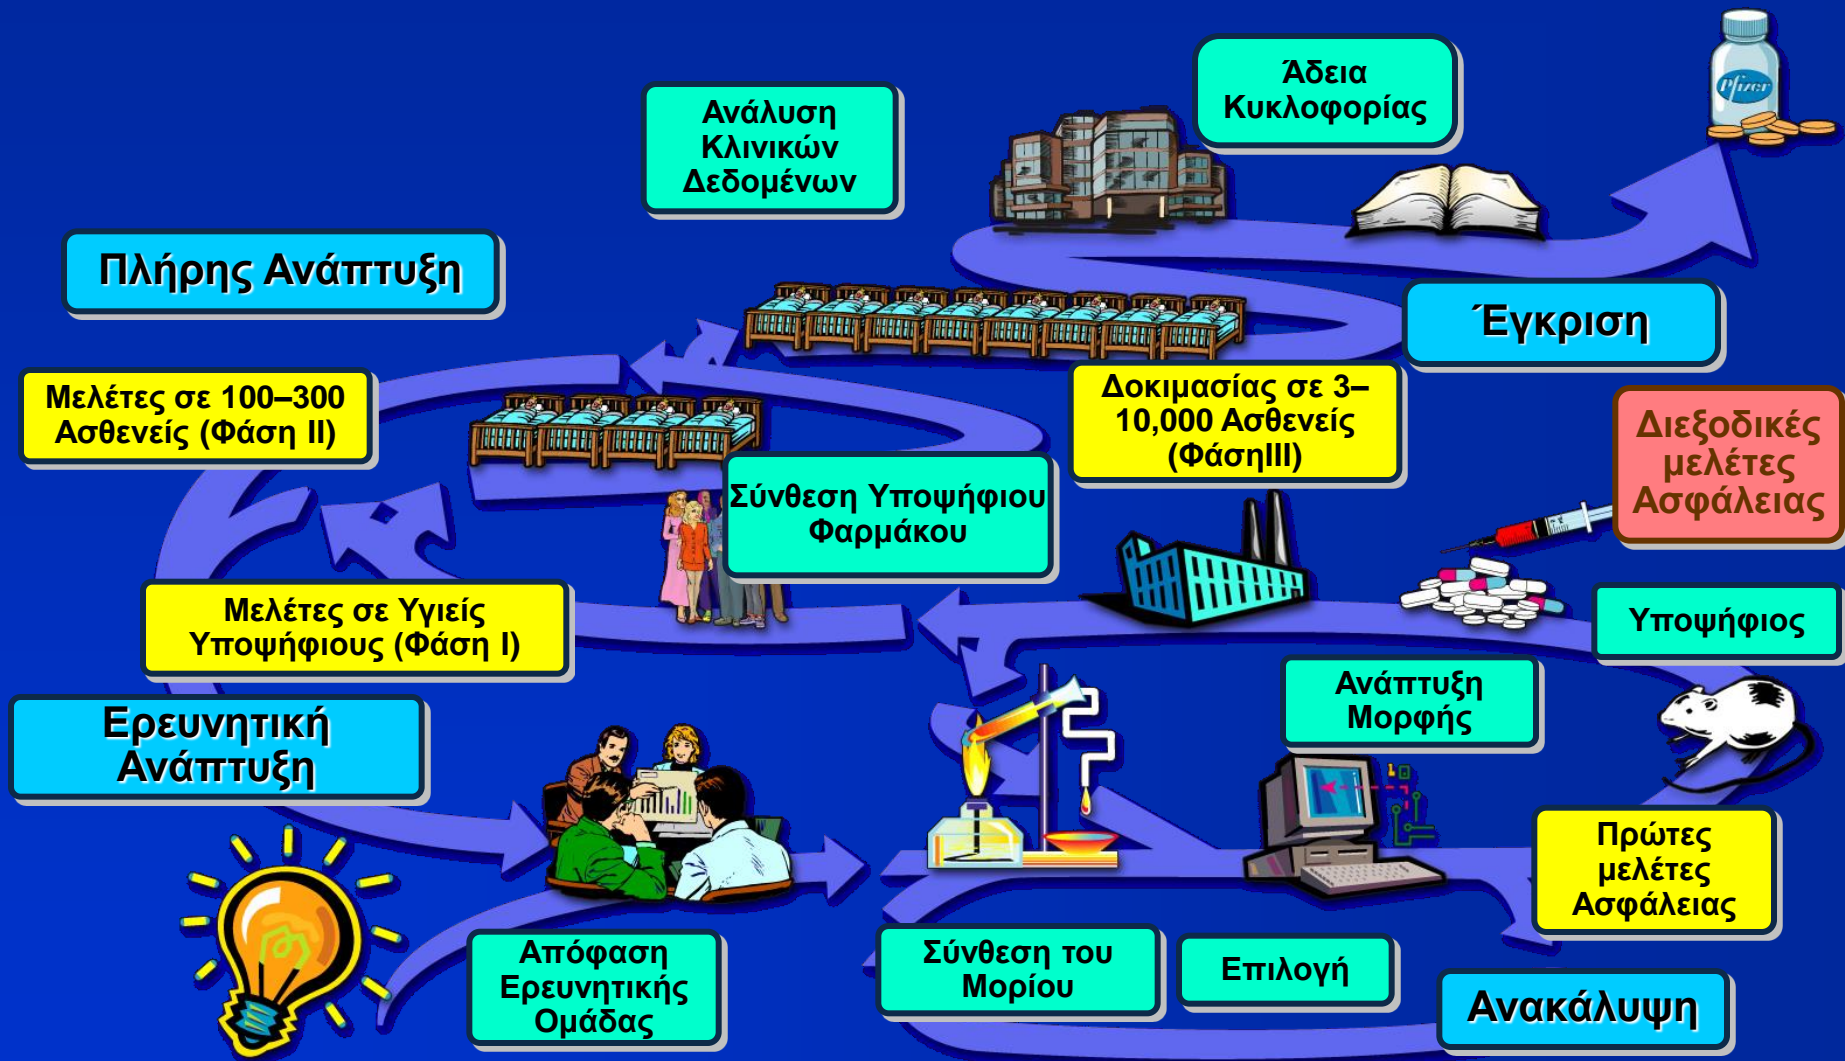 Άδεια
Κυκλοφορίας
Pfizer
Ανάλυση
Κλινικών
Δεδομένων
Πλήρης Ανάπτυξη
Έγκριση
Μελέτες σε 100–300
Ασθενείς (Φάση ΙΙ)
Δοκιμασίας σε 3–
10,000 Ασθενείς
(ΦάσηΙΙΙ)
Διεξοδικές
μελέτες
Ασφάλειας
Σύνθεση Υποψήφιου
Φαρμάκου
Μελέτες σε Υγιείς
Υποψήφιους (Φάση Ι)
Υποψήφιος
Ανάπτυξη
Μορφής
Ερευνητική
Ανάπτυξη
10
Πρώτες
μελέτες
Ασφάλειας
Απόφαση
Ερευνητικής
Ομάδας
Σύνθεση του
Μορίου
Επιλογή
Ανακάλυψη